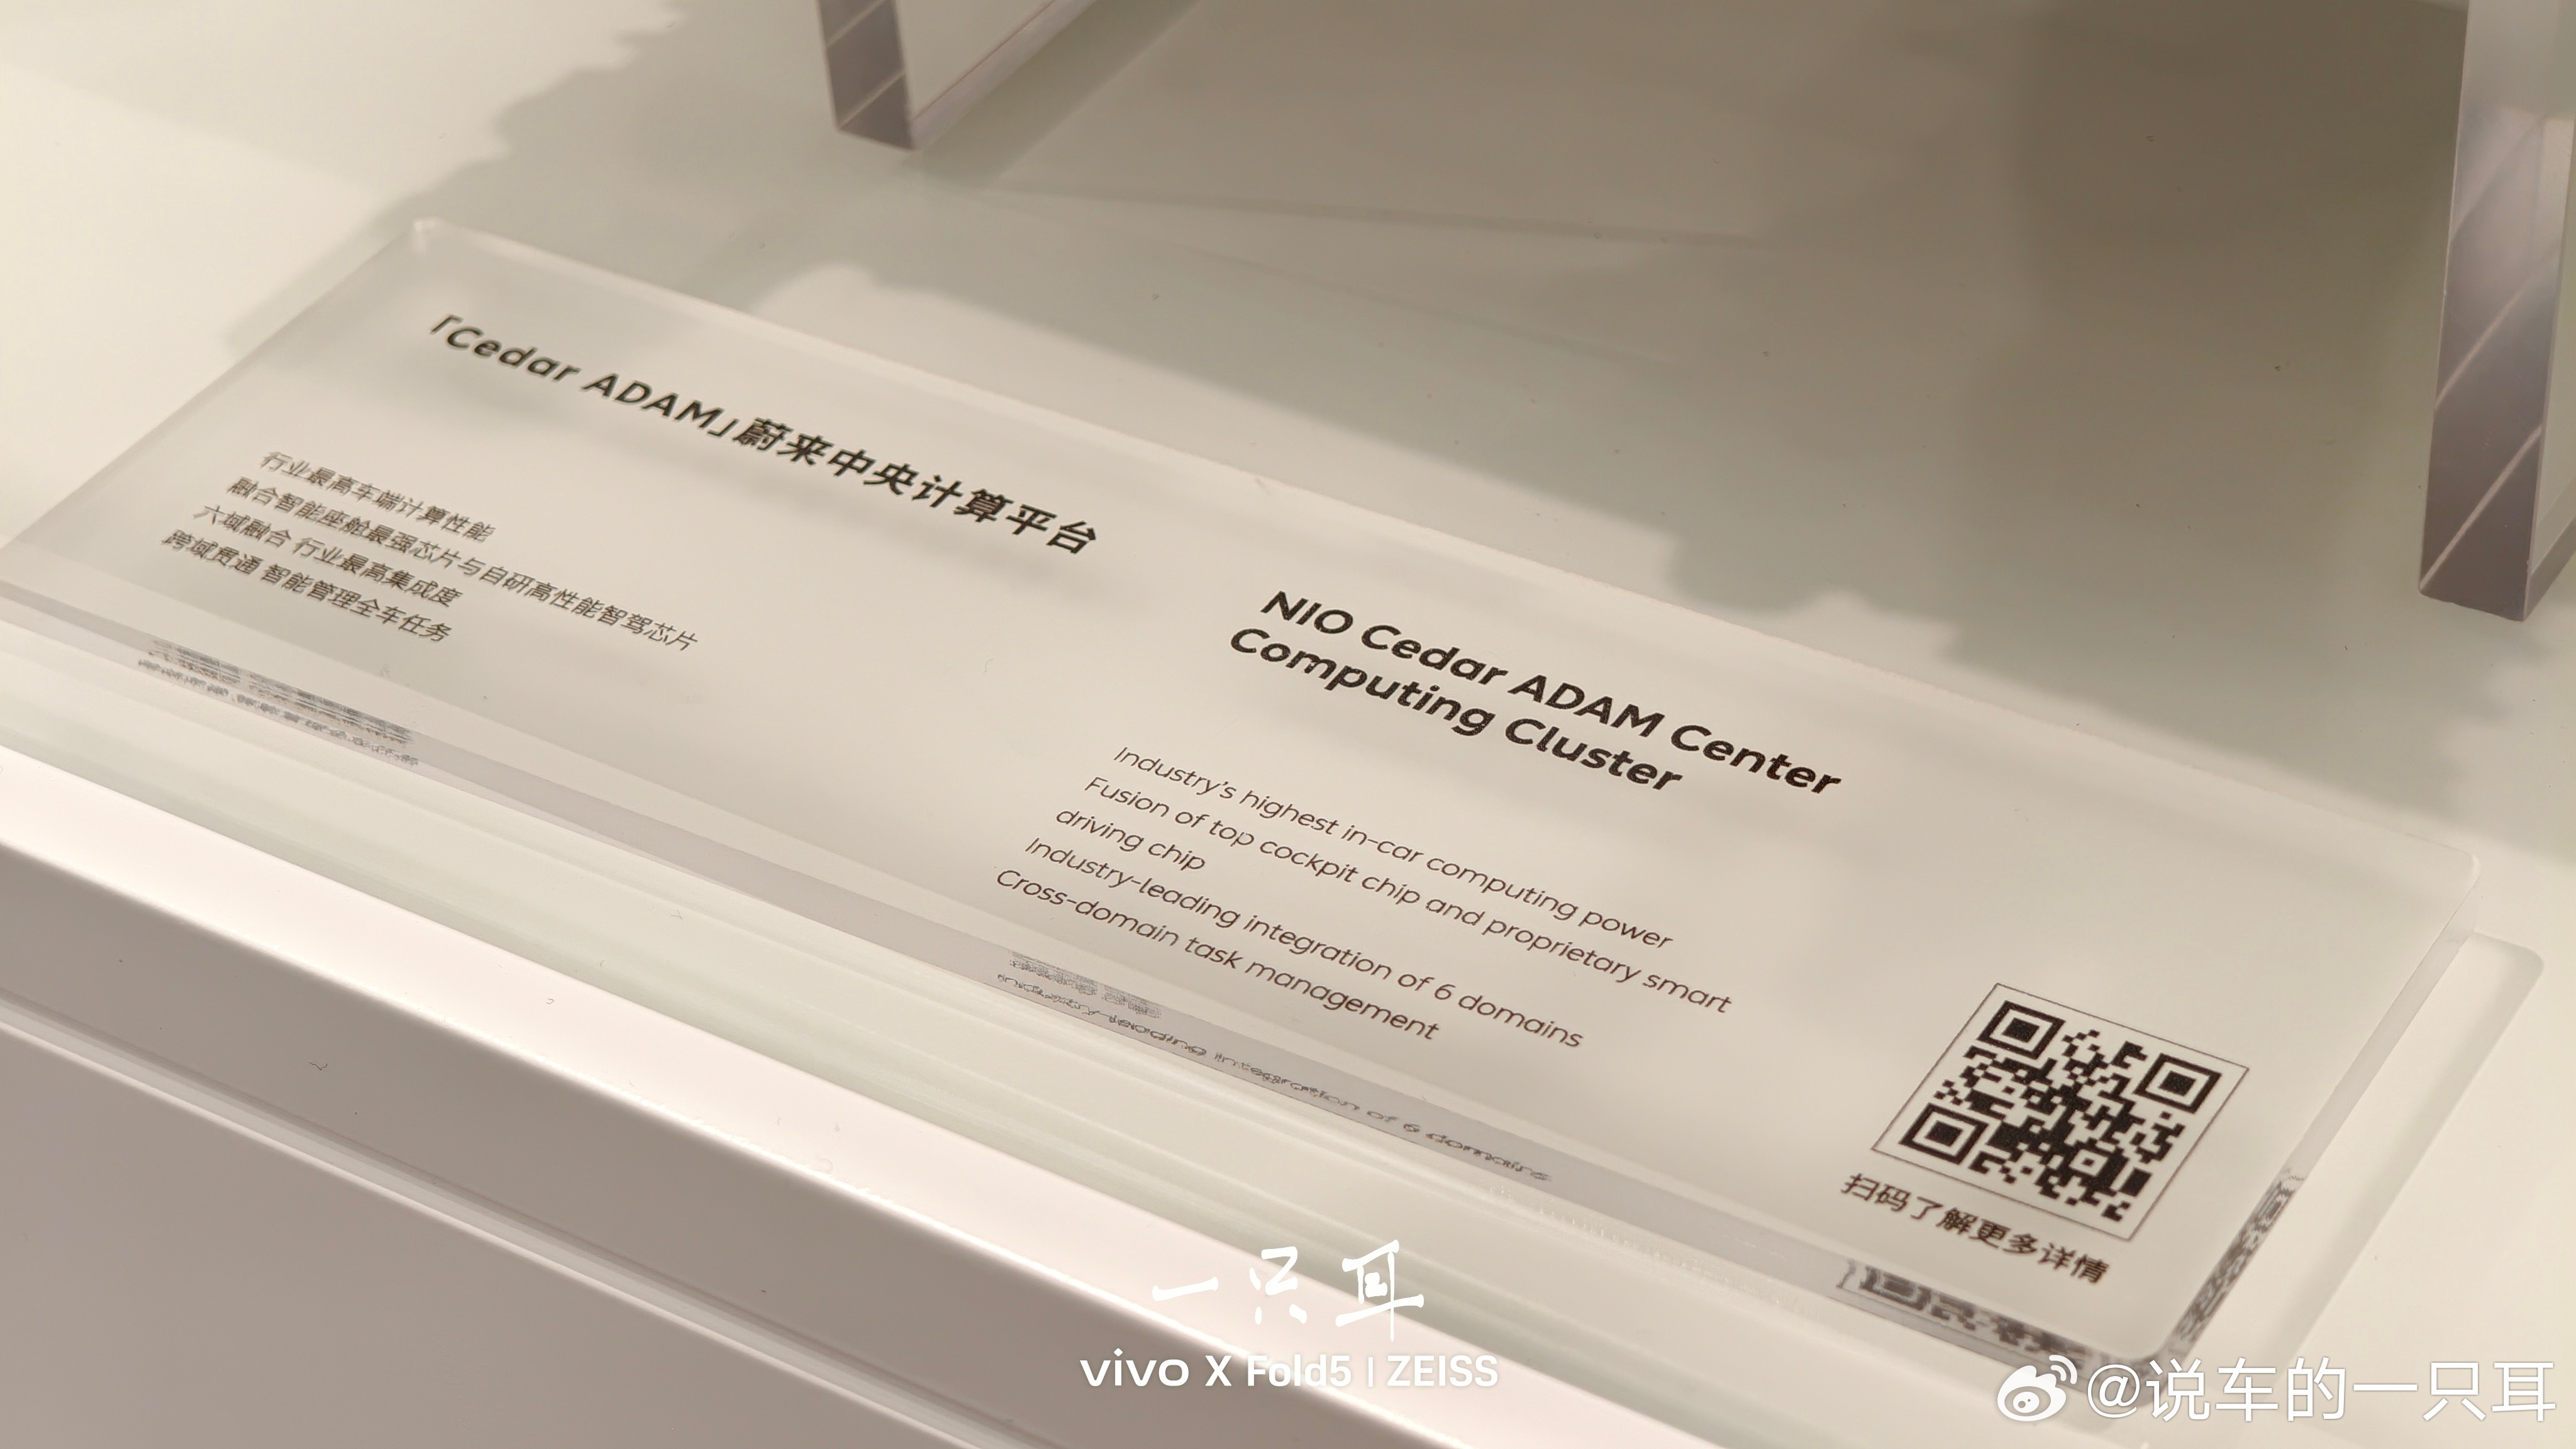 「Cedar ADAM」蔚来中央计算平台
行业最高车端计算性能
融合智能座舱最强芯片与自研高性能智驾芯片
六域融合 行业最高集成度
跨域贯通 智能管理全车任务
NIO Cedar ADAM Center
Computing Cluster
Industry's highest in-car computing power
Fusion of top cockpit chip and proprietary smart
driving chip
Industry-leading integration of 6 domains
Cross-domain task management
扫码了解更多详情
一只耳
vivo X Fold5 | ZEISS
@说车的一只耳